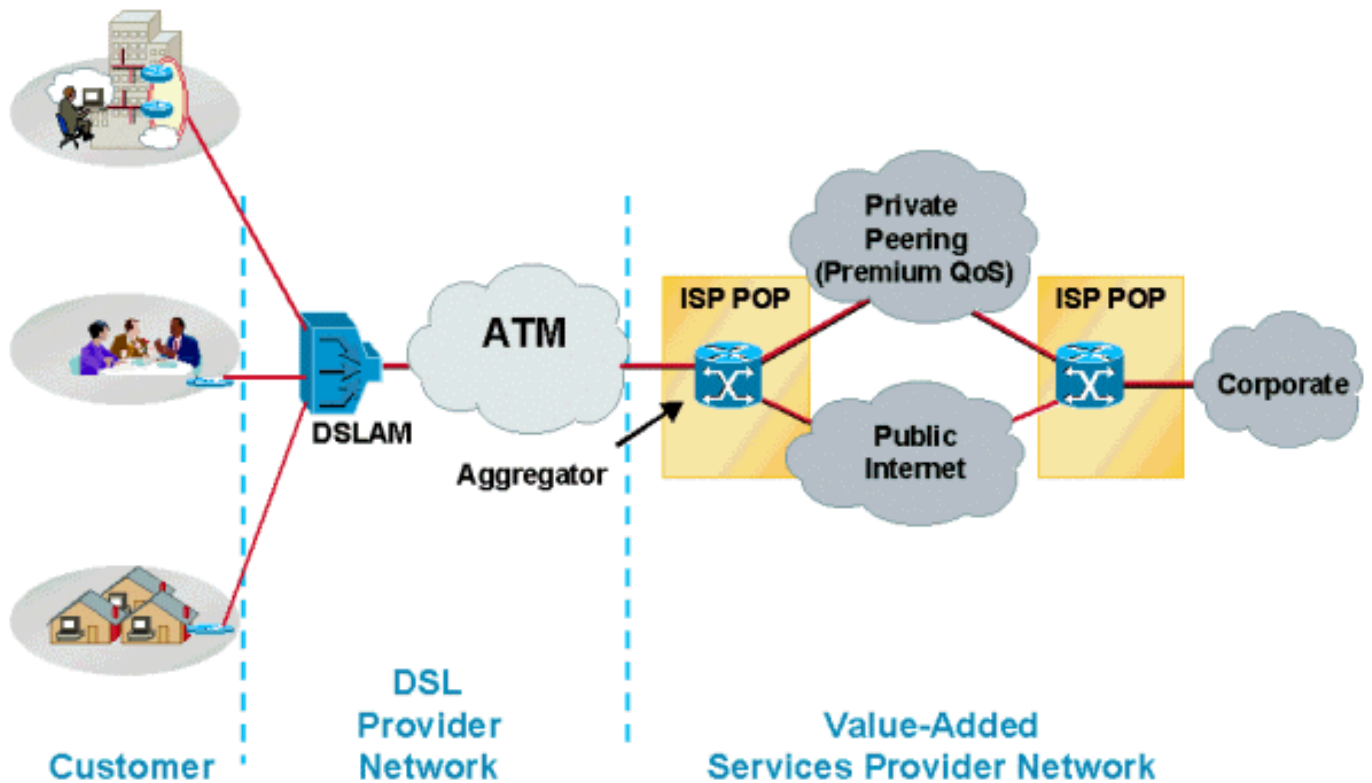 Private
Peering
(Premium QoS)
ISP POP
ISP POP
ATM
Corporate
DSLAM
Public
Internet
Aggregator
DSL
Provider
Network
Customer
Value-Added
Services Provider Network